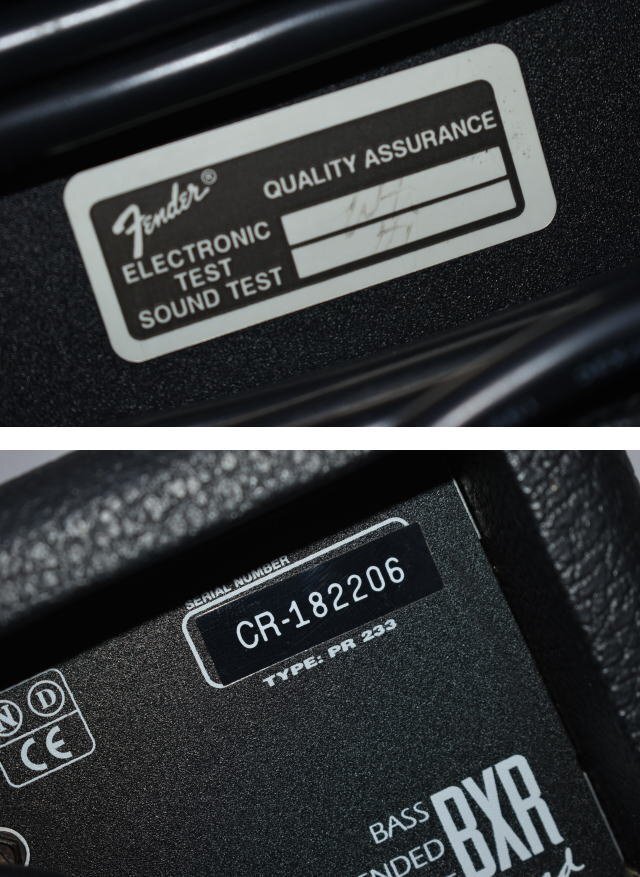 Fender®
QUALITY ASSURANCE
ELECTRONIC
TEST
SOUND TEST
SERIAL NUMBER
CR-182206
TYPE: PR 233
N D
CE
BASS
BXR